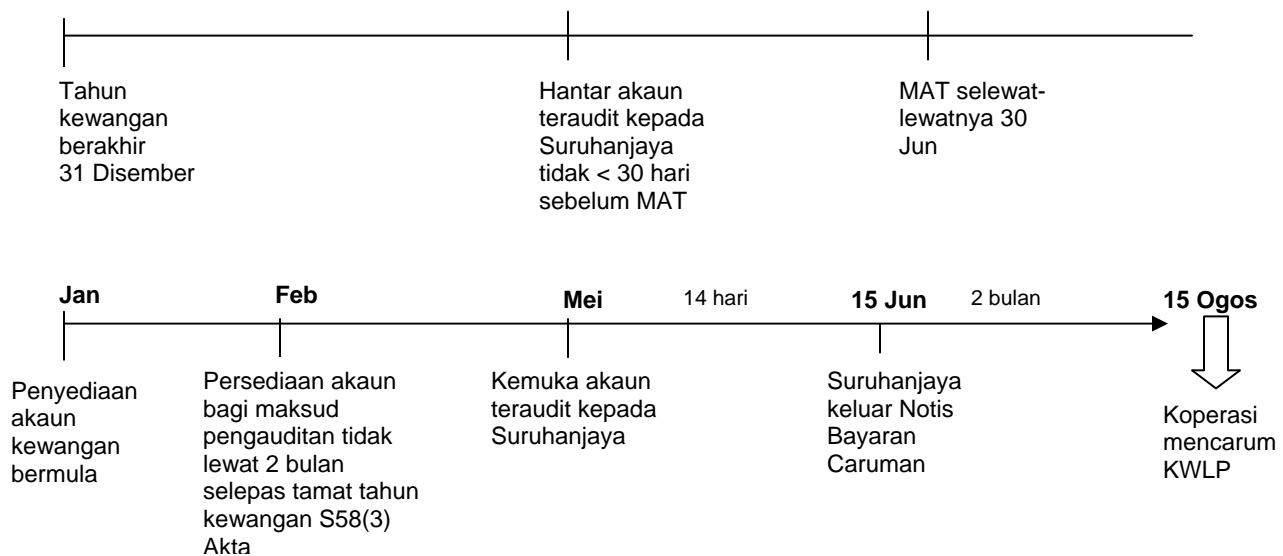 Tahun
kewangan
berakhir
31 Disember
Hantar akaun
teraudit kepada
Suruhanjaya
tidak < 30 hari
sebelum MAT
MAT selewat-
lewatnya 30
Jun
Jan
Feb
Mei
14 hari
15 Jun
2 bulan
15 Ogos
Penyediaan
akaun
kewangan
bermula
Persediaan akaun
bagi maksud
pengauditan tidak
lewat 2 bulan
selepas tamat tahun
kewangan S58(3)
Akta
Kemuka akaun
teraudit kepada
Suruhanjaya
Suruhanjaya
keluar Notis
Bayaran
Caruman
Koperasi
mencarum
KWLP